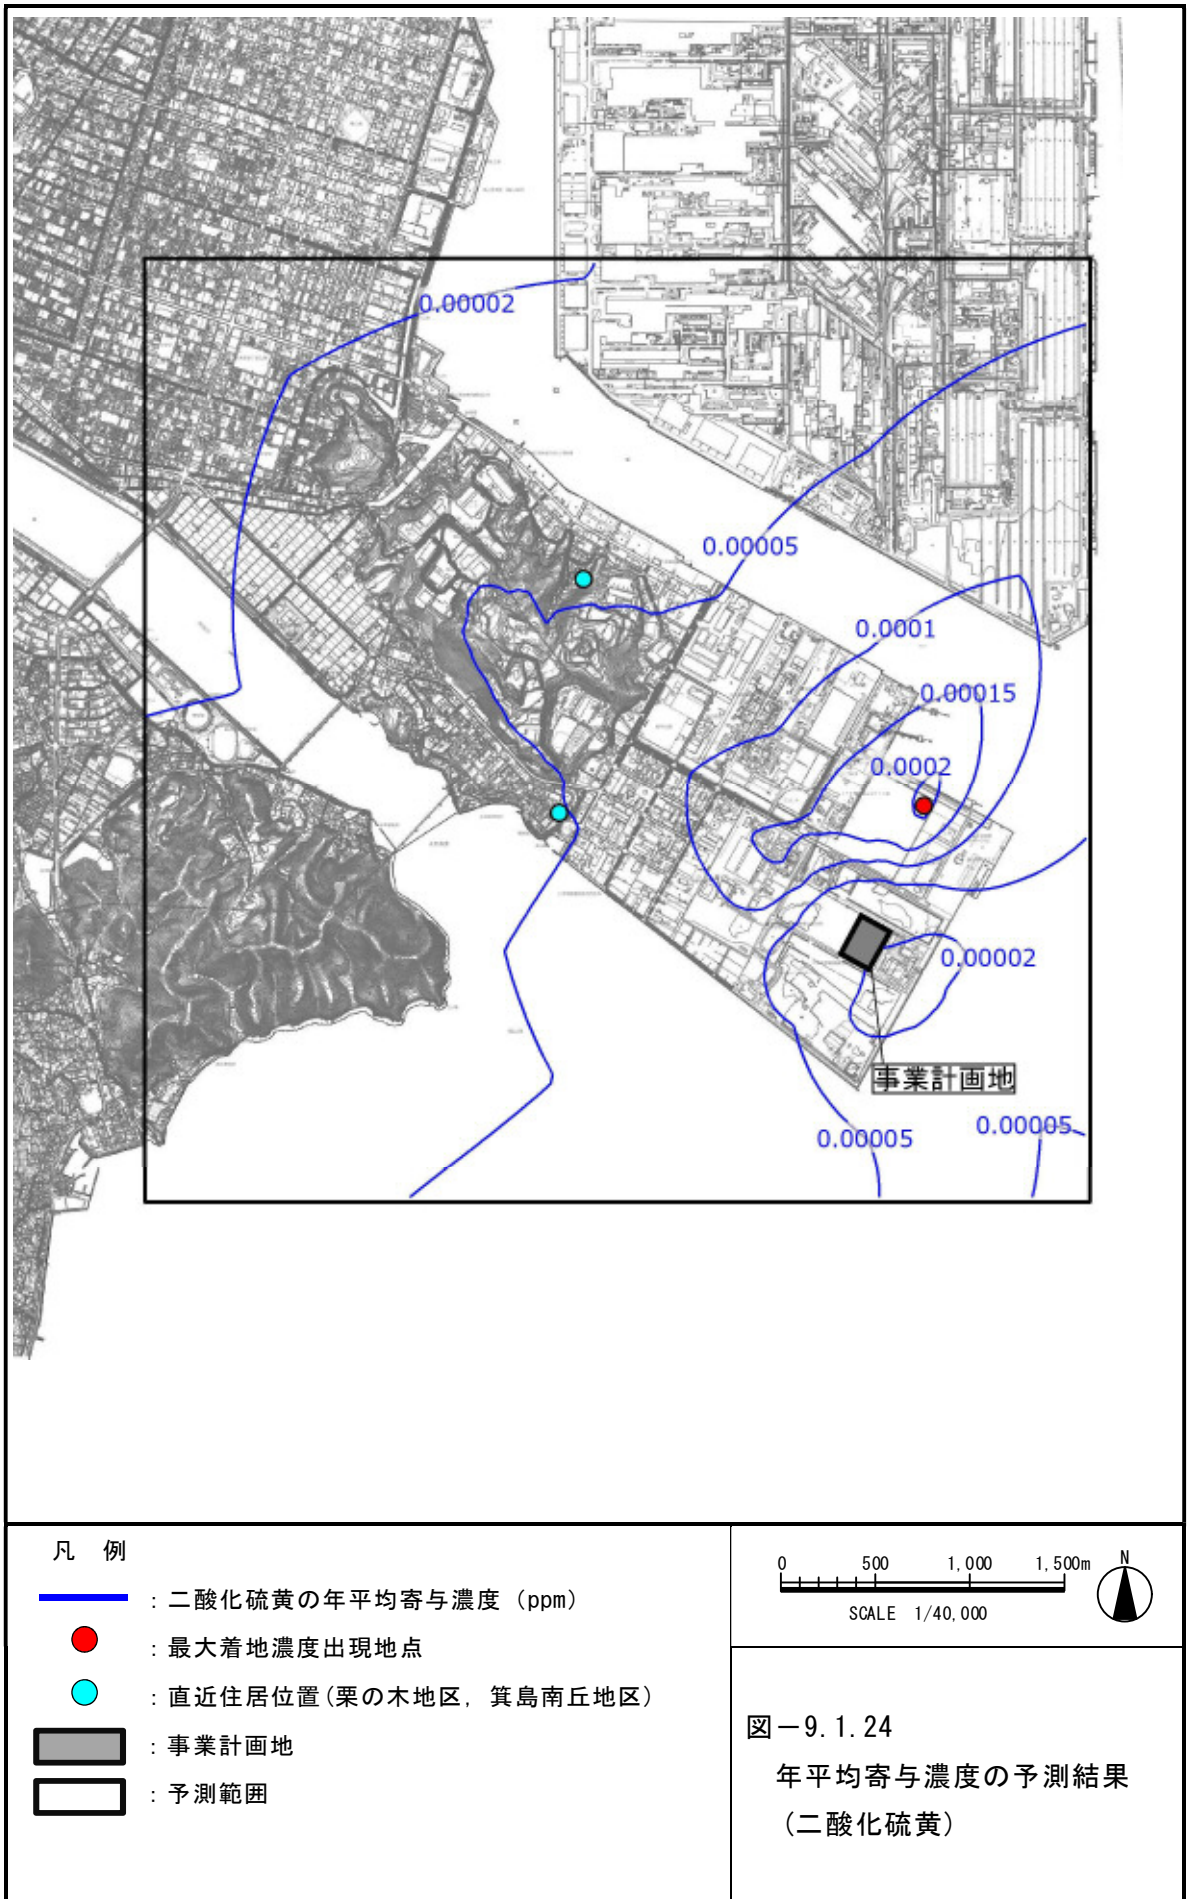 0.00002
0.00005
0.0001
0.00015
0.0002
0.00002
事業計画地
0.00005
0.00005
凡 例
: 二酸化硫黄の年平均寄与濃度 (ppm)
: 最大着地濃度出現地点
: 直近住居位置(栗の木地区, 箕島南丘地区)
: 事業計画地
: 予測範囲
0 500 1,000 1,500m N
SCALE 1/40,000
図－9.1.24
年平均寄与濃度の予測結果
(二酸化硫黄)